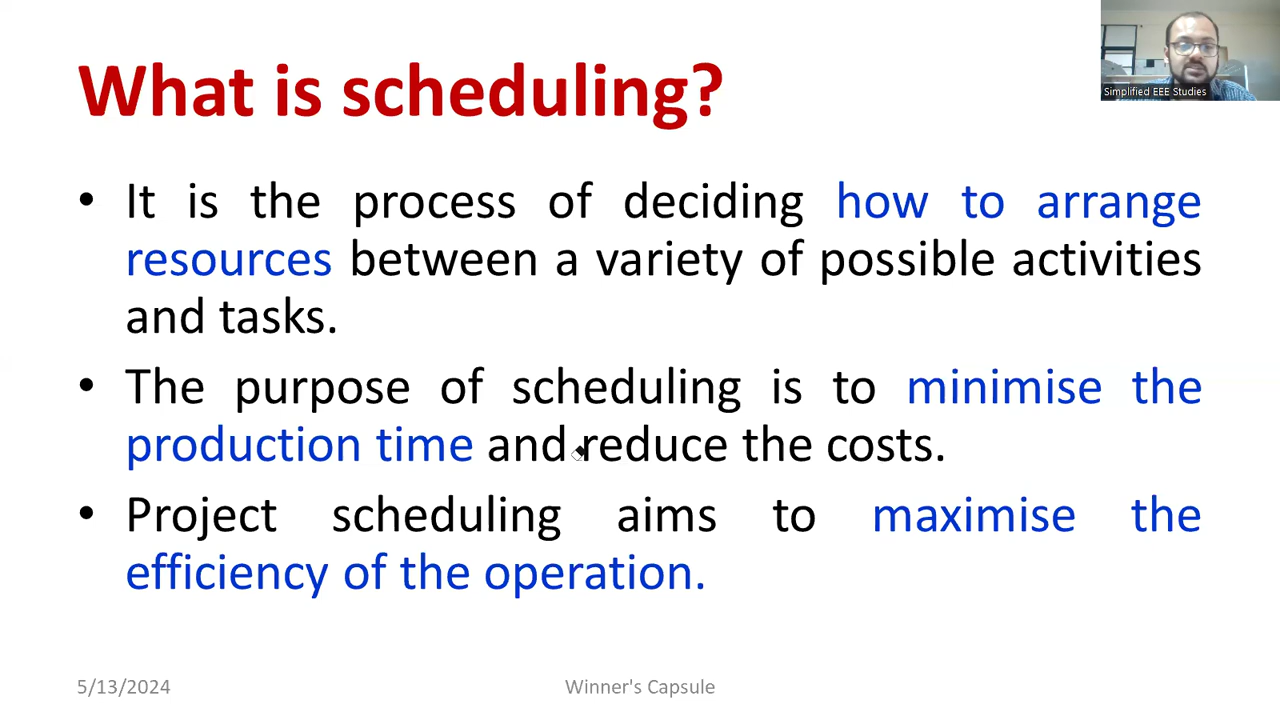 What is scheduling?
Simplified EEE Studies
• It is the process of deciding how to arrange
resources between a variety of possible activities
and tasks.
• The purpose of scheduling is to minimise the
production time and reduce the costs.
• Project scheduling aims to maximise the
efficiency of the operation.
5/13/2024
Winner's Capsule